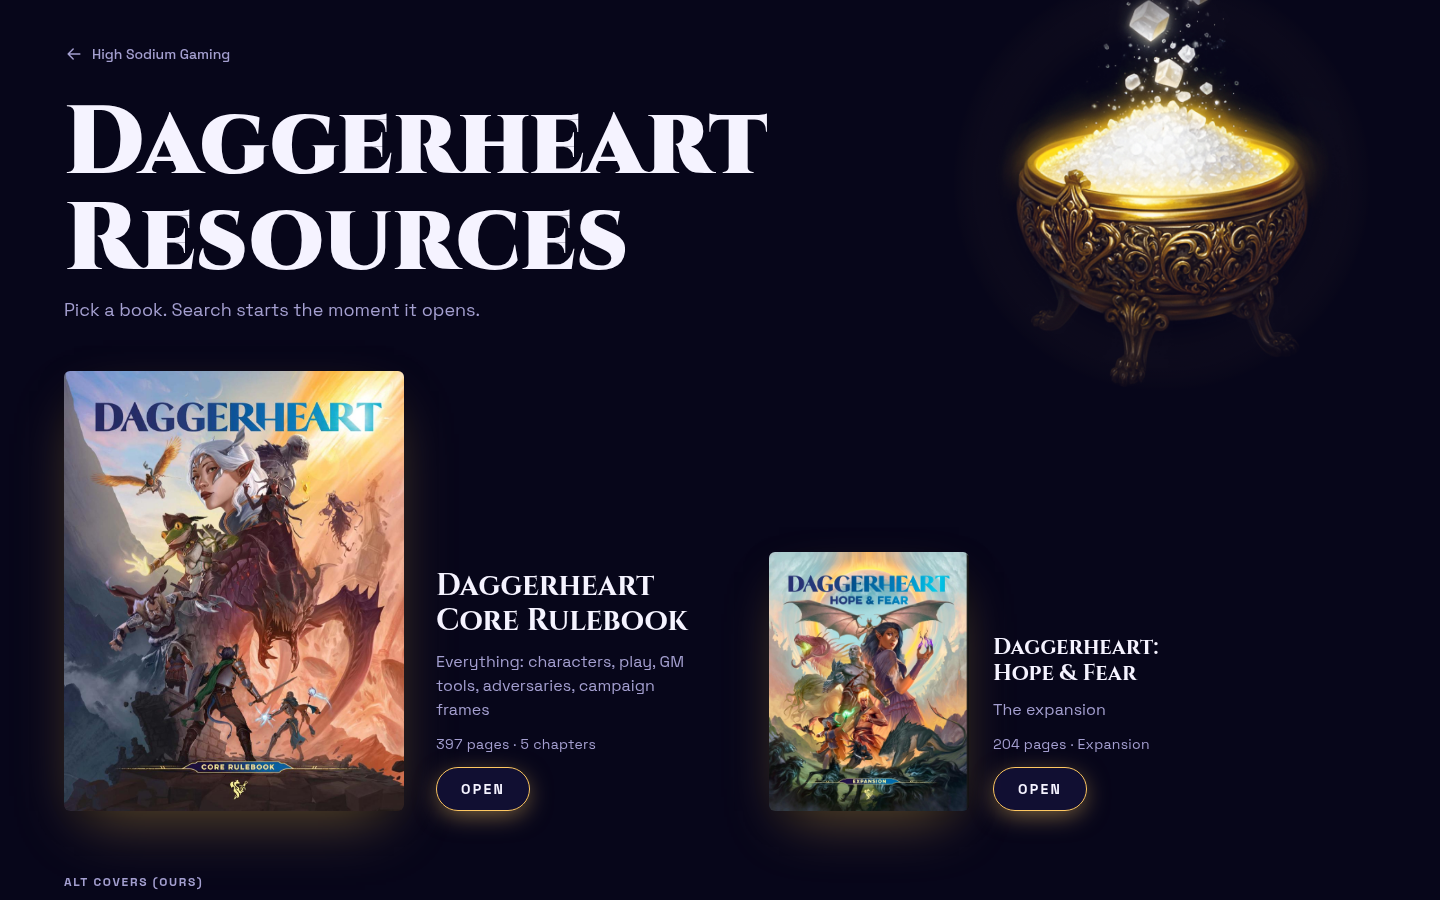 High Sodium Gaming
Daggerheart
Resources
Pick a book. Search starts the moment it opens.
DAGGERHEART
CORE RULEBOOK
Daggerheart
Core Rulebook
Everything: characters, play, GM
tools, adversaries, campaign
frames
397 pages · 5 chapters
OPEN
DAGGERHEART
HOPE & FEAR
EXPANSION
Daggerheart:
Hope & Fear
The expansion
204 pages · Expansion
OPEN
ALT COVERS (OURS)